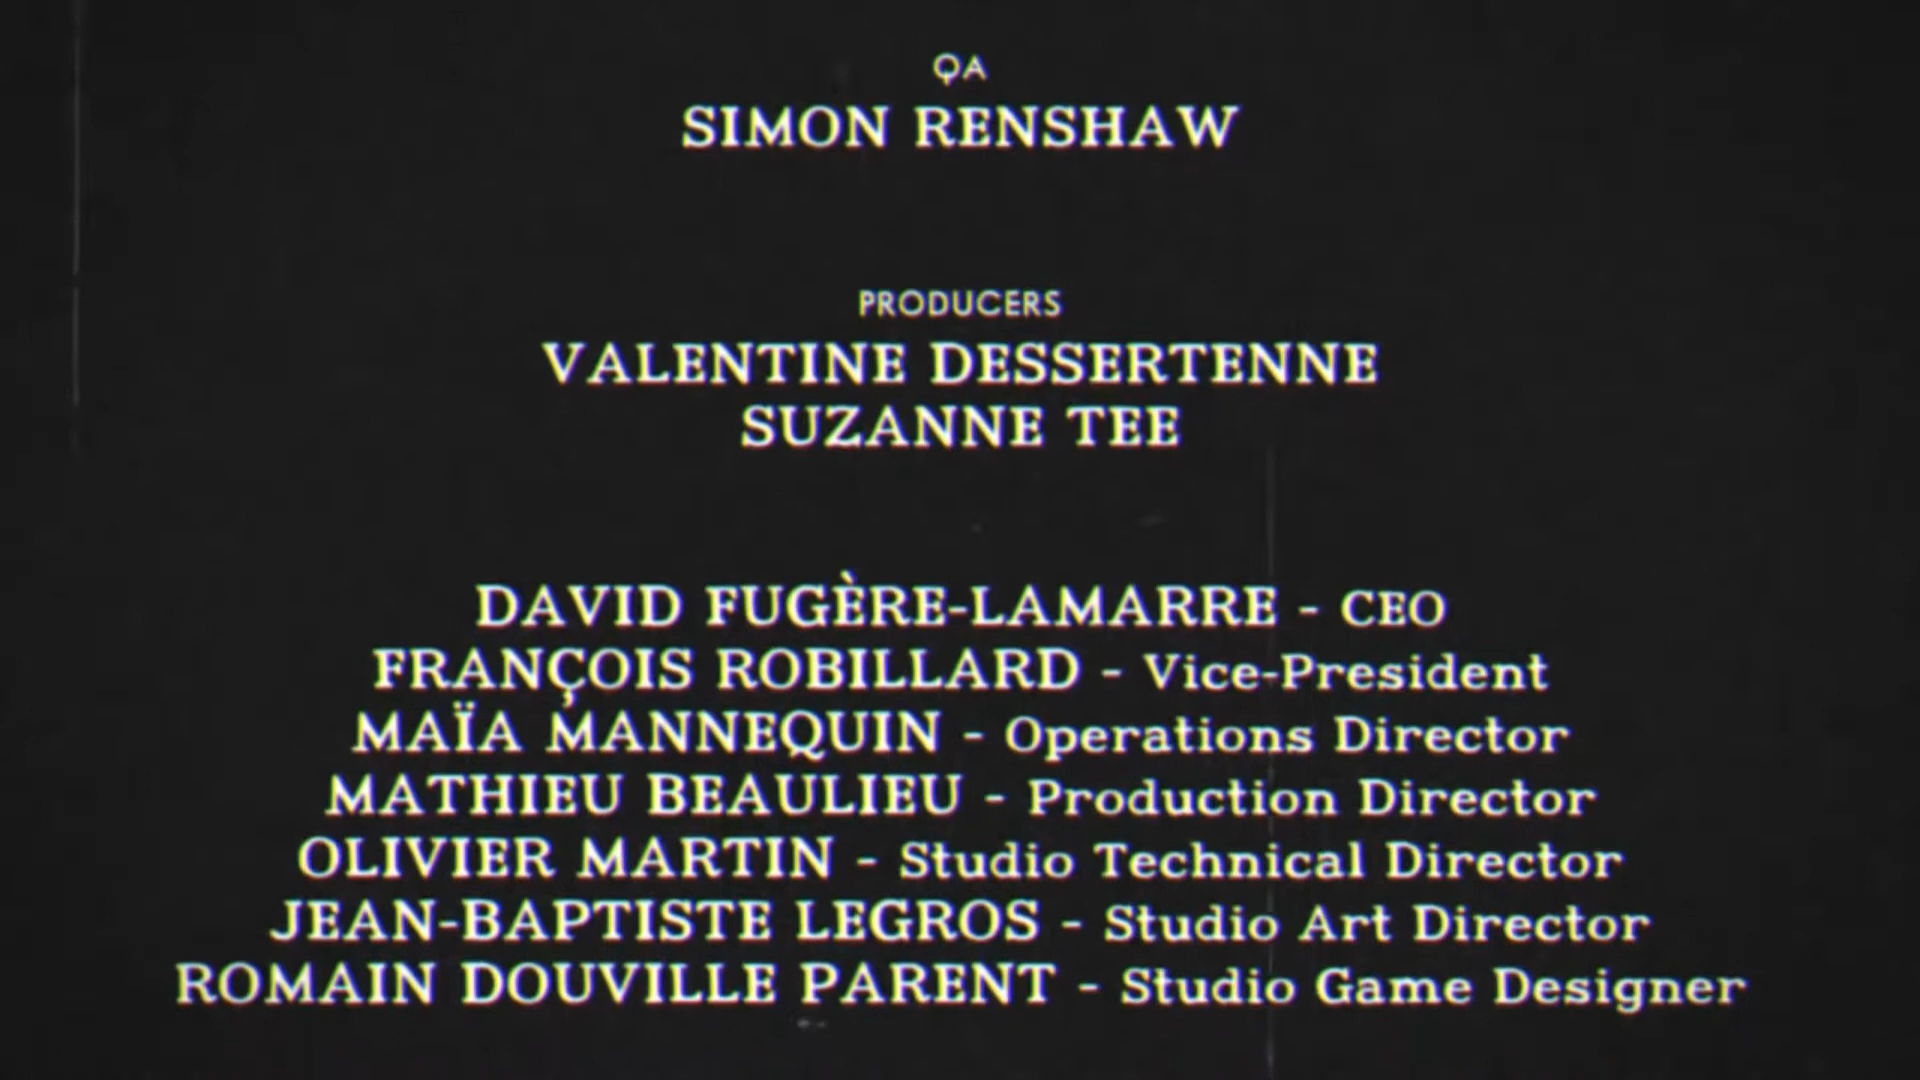 QA
SIMON RENSHAW
PRODUCERS
VALENTINE DESSERTENNE
SUZANNE TEE
DAVID FUGÈRE-LAMARRE - CEO
FRANÇOIS ROBILLARD - Vice-President
MAÏA MANNEQUIN - Operations Director
MATHIEU BEAULIEU - Production Director
OLIVIER MARTIN - Studio Technical Director
JEAN-BAPTISTE LEGROS - Studio Art Director
ROMAIN DOUVILLE PARENT - Studio Game Designer